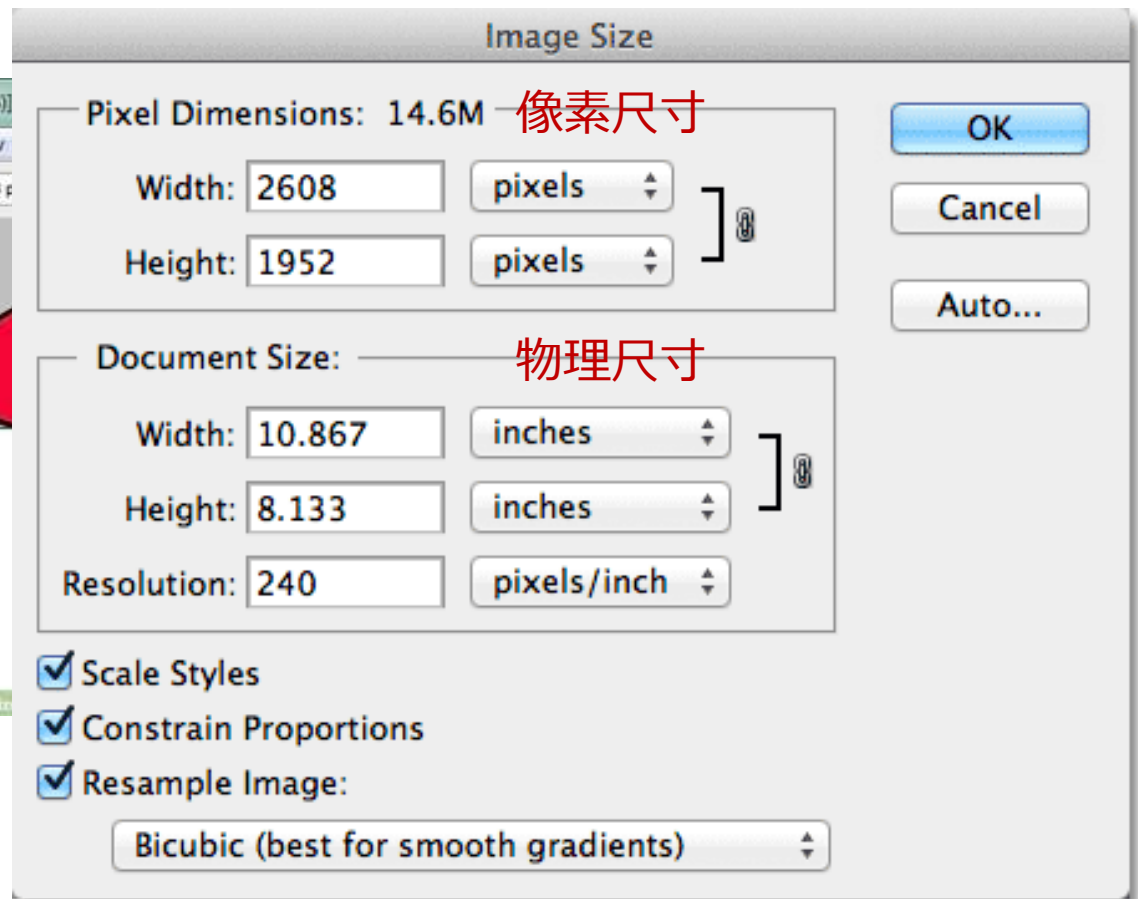 Image Size
Pixel Dimensions: 14.6M 像素尺寸
OK
Width: 2608 pixels
Cancel
Height: 1952 pixels
Auto...
Document Size: 物理尺寸
Width: 10.867 inches
Height: 8.133 inches
Resolution: 240 pixels/inch
Scale Styles
Constrain Proportions
Resample Image:
Bicubic (best for smooth gradients)